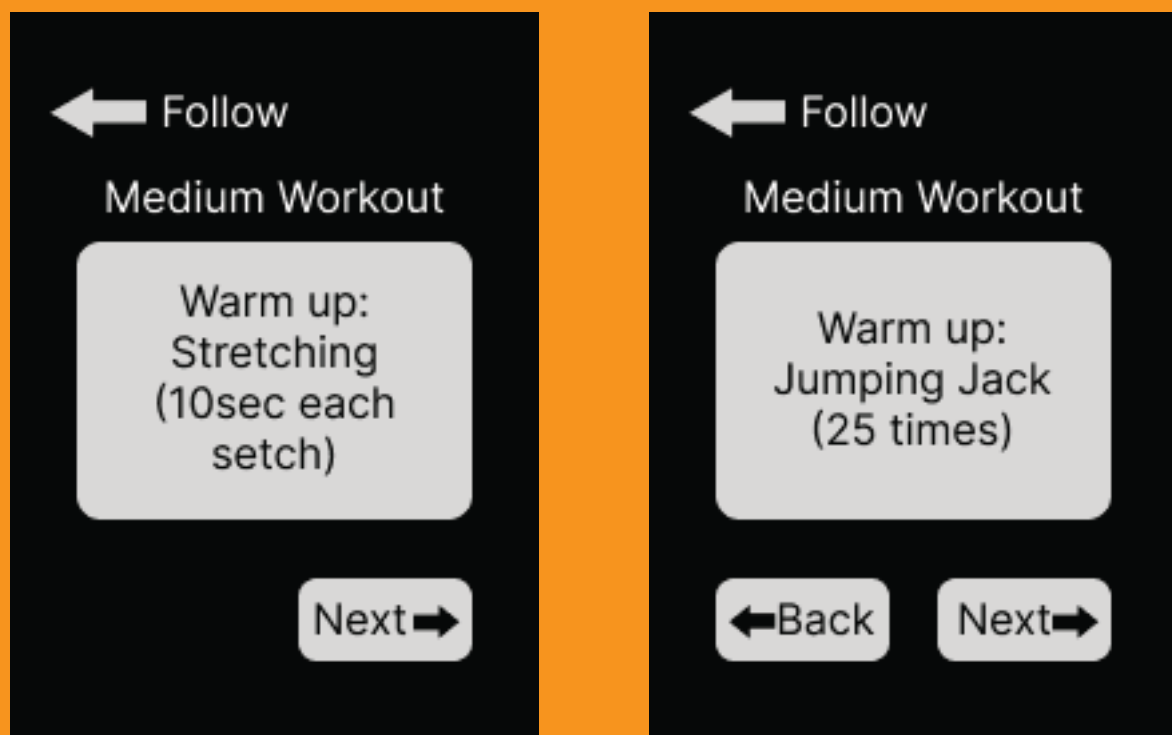 Follow
Medium Workout
Warm up:
Stretching
(10sec each
setch)
Next
Follow
Medium Workout
Warm up:
Jumping Jack
(25 times)
Back
Next